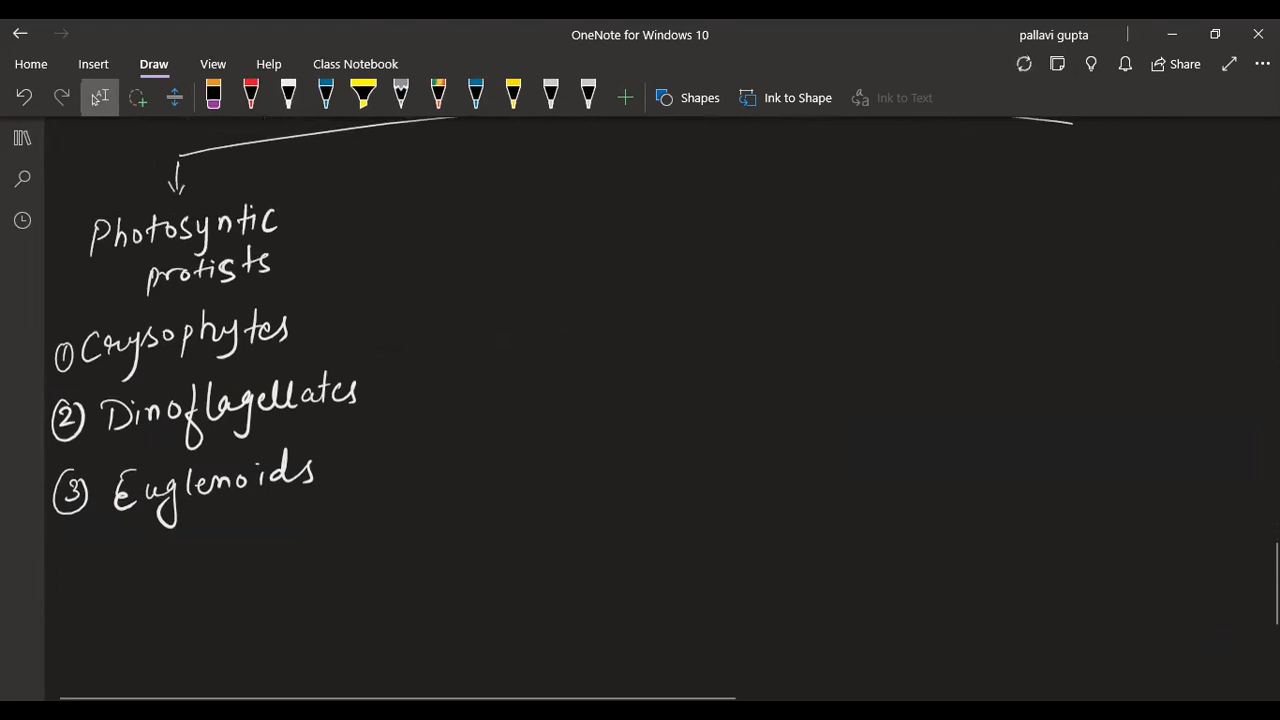 OneNote for Windows 10
pallavi gupta
Home Insert Draw View Help Class Notebook
Share
Shapes Ink to Shape Ink to Text
Photosyntic
protists
① Crysophytes
② Dinoflagellates
③ Euglenoids